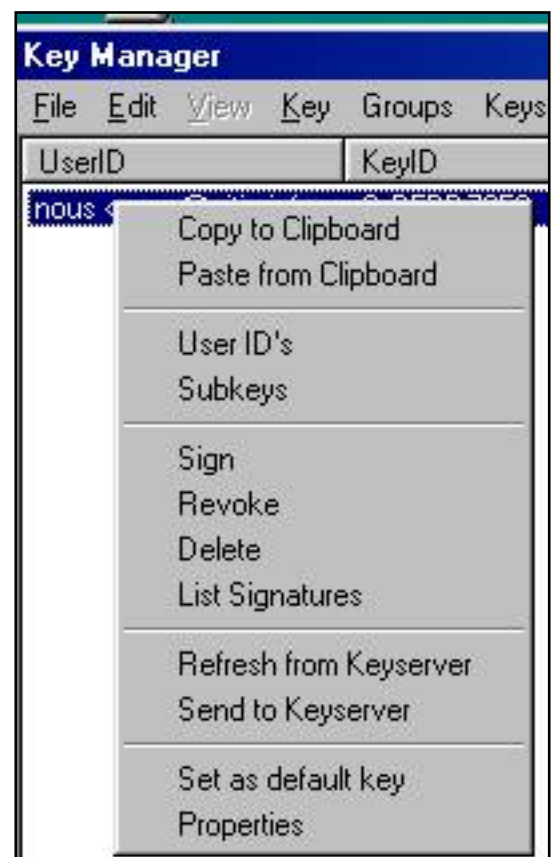 Key Manager
File Edit View Key Groups Keys
UserID KeyID
nous
Copy to Clipboard
Paste from Clipboard
User ID's
Subkeys
Sign
Revoke
Delete
List Signatures
Refresh from Keyserver
Send to Keyserver
Set as default key
Properties